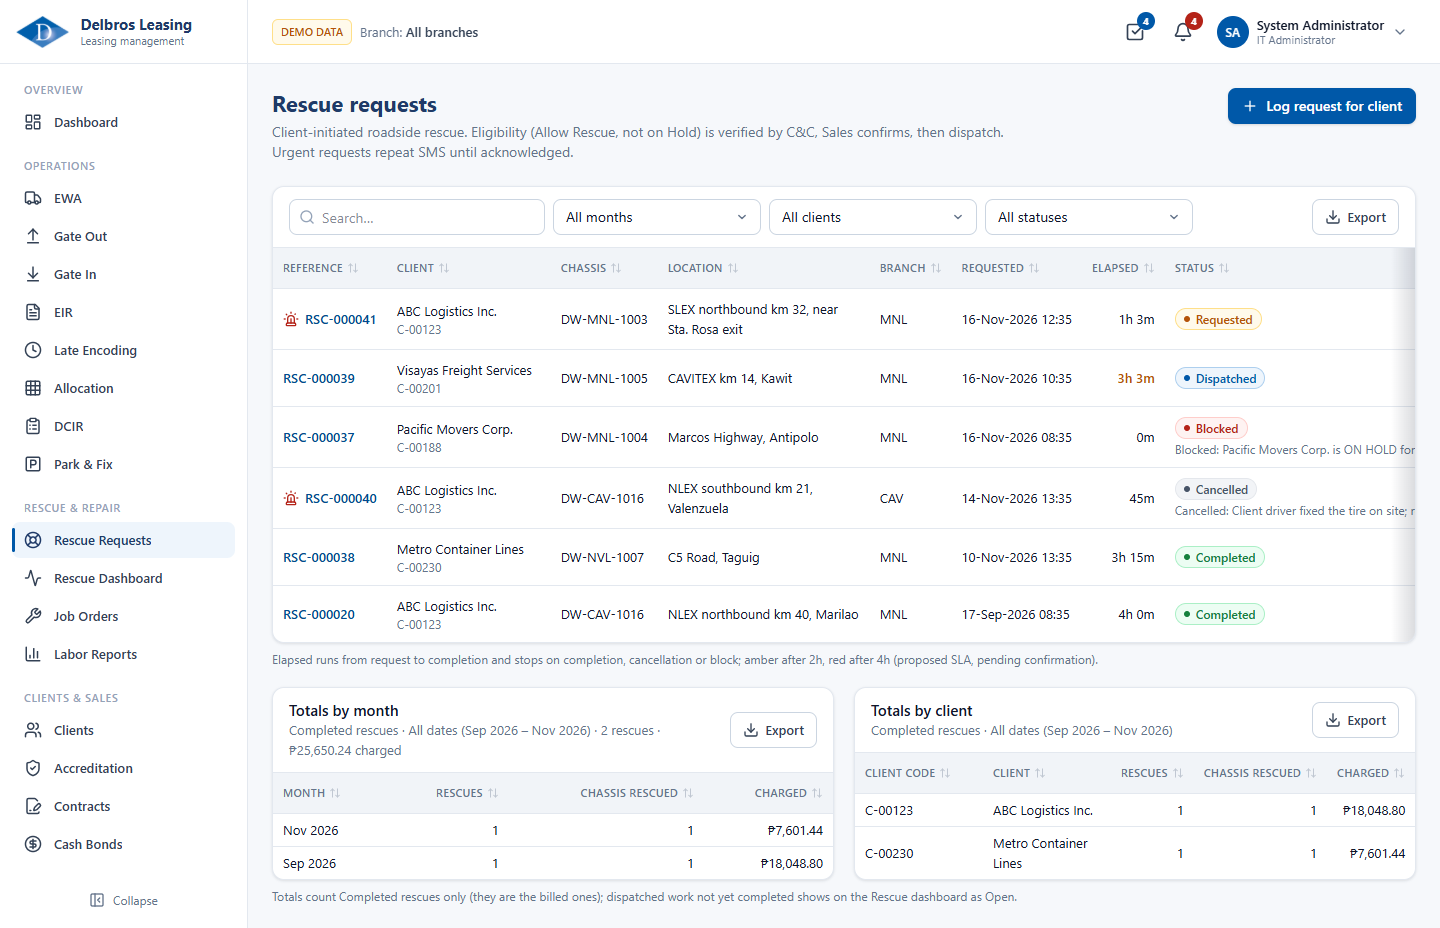 Delbros Leasing
Leasing management
DEMO DATA
Branch: All branches
4
4
SA
System Administrator
IT Administrator
OVERVIEW
Dashboard
OPERATIONS
EWA
Gate Out
Gate In
EIR
Late Encoding
Allocation
DCIR
Park & Fix
RESCUE & REPAIR
Rescue Requests
Rescue Dashboard
Job Orders
Labor Reports
CLIENTS & SALES
Clients
Accreditation
Contracts
Cash Bonds
Collapse
Rescue requests
Client-initiated roadside rescue. Eligibility (Allow Rescue, not on Hold) is verified by C&C, Sales confirms, then dispatch.
Urgent requests repeat SMS until acknowledged.
Log request for client
Search...
All months
All clients
All statuses
Export
REFERENCE CLIENT CHASSIS LOCATION BRANCH REQUESTED ELAPSED STATUS
RSC-000041 ABC Logistics Inc. C-00123 DW-MNL-1003 SLEX northbound km 32, near Sta. Rosa exit MNL 16-Nov-2026 12:35 1h 3m Requested
RSC-000039 Visayas Freight Services C-00201 DW-MNL-1005 CAVITEX km 14, Kawit MNL 16-Nov-2026 10:35 3h 3m Dispatched
RSC-000037 Pacific Movers Corp. C-00188 DW-MNL-1004 Marcos Highway, Antipolo MNL 16-Nov-2026 08:35 0m Blocked
Blocked: Pacific Movers Corp. is ON HOLD for
RSC-000040 ABC Logistics Inc. C-00123 DW-CAV-1016 NLEX southbound km 21, Valenzuela CAV 14-Nov-2026 13:35 45m Cancelled
Cancelled: Client driver fixed the tire on site;
RSC-000038 Metro Container Lines C-00230 DW-NVL-1007 C5 Road, Taguig MNL 10-Nov-2026 13:35 3h 15m Completed
RSC-000020 ABC Logistics Inc. C-00123 DW-CAV-1016 NLEX northbound km 40, Marilao MNL 17-Sep-2026 08:35 4h 0m Completed
Elapsed runs from request to completion and stops on completion, cancellation or block; amber after 2h, red after 4h (proposed SLA, pending confirmation).
Totals by month
Completed rescues · All dates (Sep 2026 – Nov 2026) · 2 rescues ·
₱25,650.24 charged
Export
MONTH RESCUES CHASSIS RESCUED CHARGED
Nov 2026 1 1 ₱7,601.44
Sep 2026 1 1 ₱18,048.80
Totals by client
Completed rescues · All dates (Sep 2026 – Nov 2026)
Export
CLIENT CODE CLIENT RESCUES CHASSIS RESCUED CHARGED
C-00123 ABC Logistics Inc. 1 1 ₱18,048.80
C-00230 Metro Container Lines 1 1 ₱7,601.44
Totals count Completed rescues only (they are the billed ones); dispatched work not yet completed shows on the Rescue dashboard as Open.